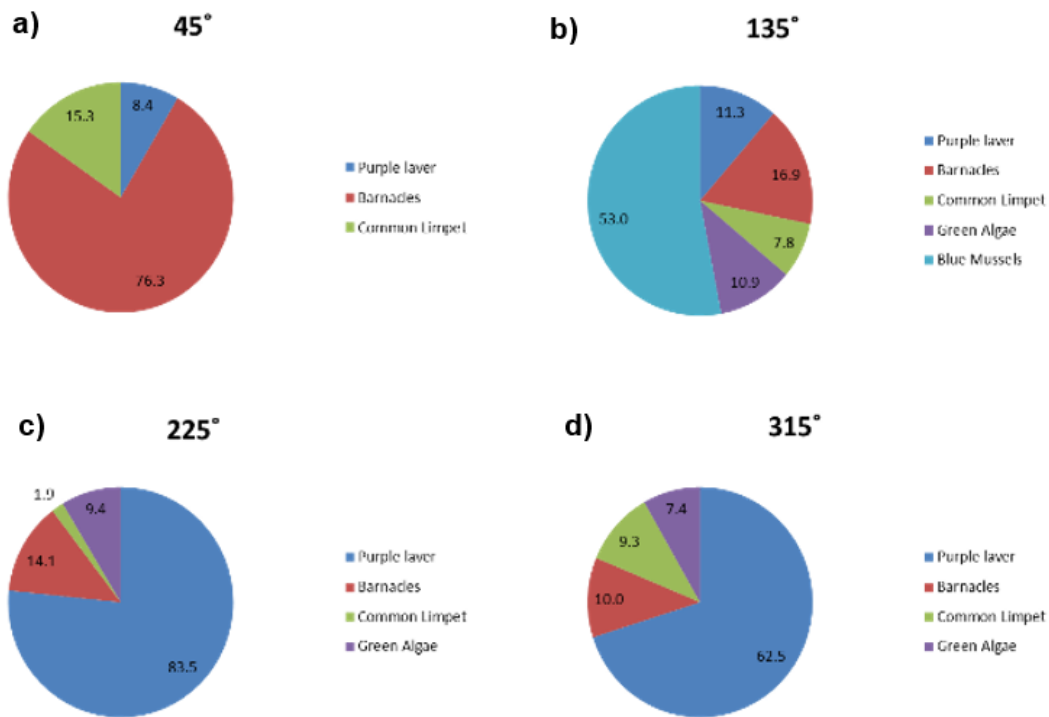 a) 45°
8.4
15.3
76.3
Purple laver
Barnacles
Common Limpet
b) 135°
11.3
16.9
53.0
7.8
10.9
Purple laver
Barnacles
Common Limpet
Green Algae
Blue Mussels
c) 225°
1.9
9.4
14.1
83.5
Purple laver
Barnacles
Common Limpet
Green Algae
d) 315°
7.4
9.3
10.0
62.5
Purple laver
Barnacles
Common Limpet
Green Algae